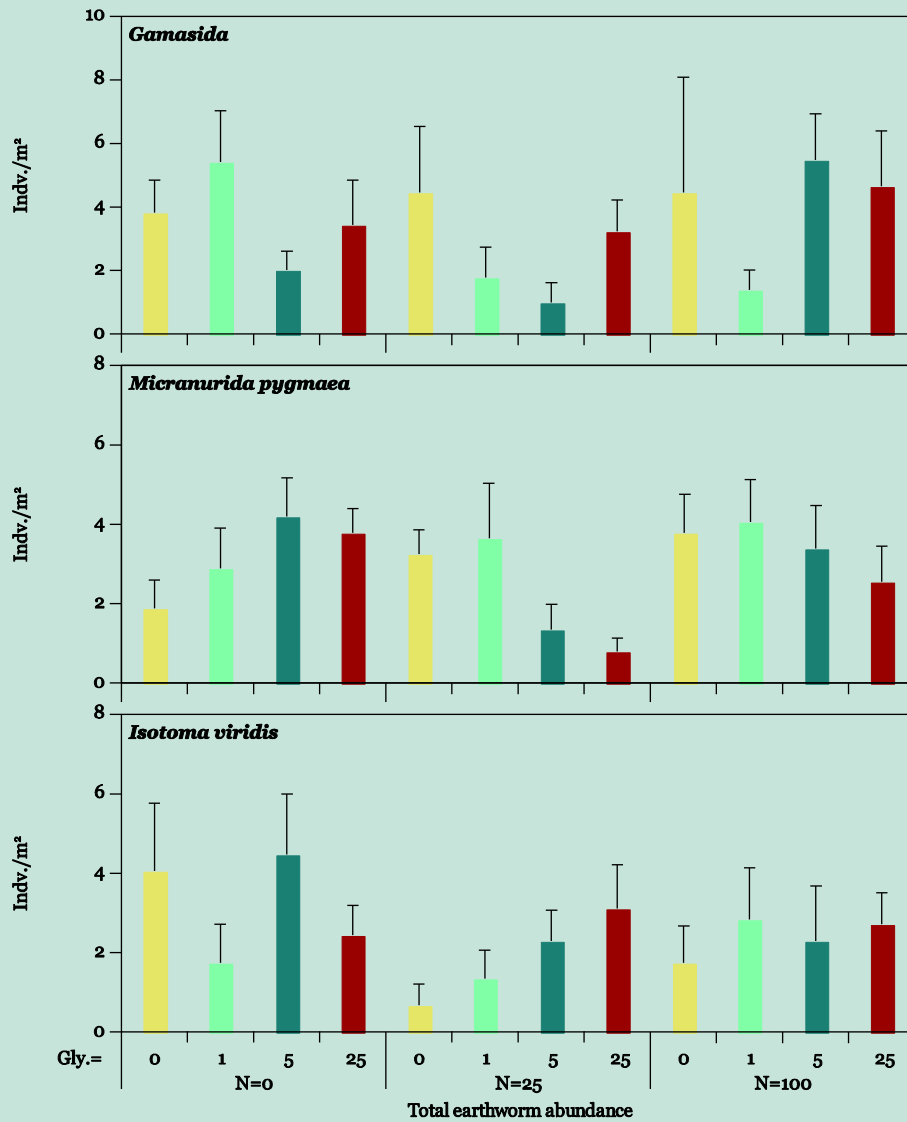 Gamasida
10
8
6
4
2
0
Indv./m²
Micranurida pygmaea
8
6
4
2
0
Indv./m²
Isotoma viridis
8
6
4
2
0
Indv./m²
Gly.= 0 1 5 25 0 1 5 25 0 1 5 25
N=0 N=25 N=100
Total earthworm abundance